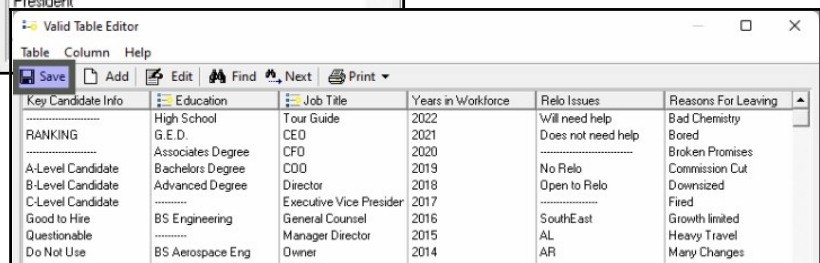 President
Valid Table Editor
Table Column Help
Save Add Edit Find Next Print
Key Candidate Info Education Job Title Years in Workforce Relo Issues Reasons For Leaving
---------------------- High School Tour Guide 2022 Will need help Bad Chemistry
RANKING G.E.D. CEO 2021 Does not need help Bored
---------------------- Associates Degree CFO 2020 ---------------------------- Broken Promises
A-Level Candidate Bachelors Degree COO 2019 No Relo Commission Cut
B-Level Candidate Advanced Degree Director 2018 Open to Relo Downsized
C-Level Candidate ---------- Executive Vice Presiden 2017 ------------------ Fired
Good to Hire BS Engineering General Counsel 2016 SouthEast Growth limited
Questionable ---------- Manager Director 2015 AL Heavy Travel
Do Not Use BS Aerospace Eng Owner 2014 AR Many Changes